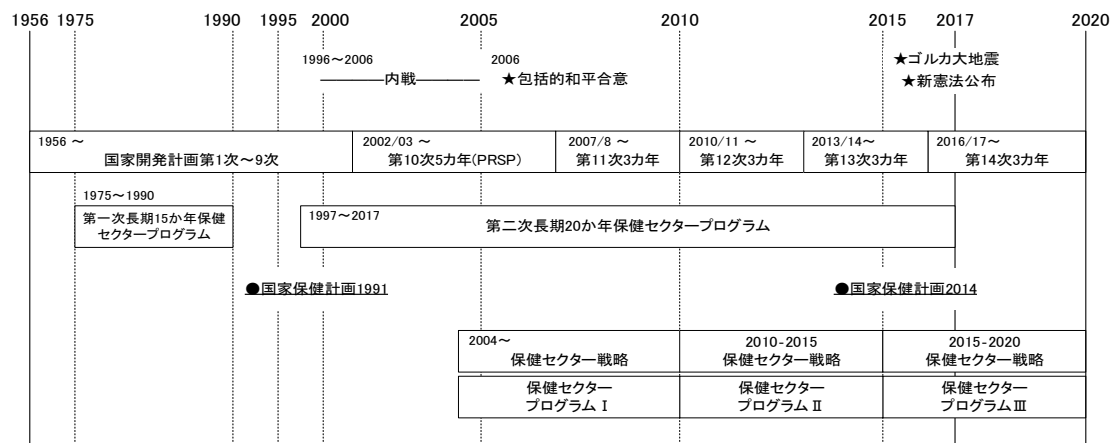 1956 1975 1990 1995 2000 2005 2010 2015 2017 2020
1996～2006
内戦
2006
★包括的和平合意
★ゴルカ大地震
★新憲法公布
1956 ～
国家開発計画第1次～9次
2002/03 ～
第10次5カ年(PRSP)
2007/8 ～
第11次3カ年
2010/11 ～
第12次3カ年
2013/14～
第13次3カ年
2016/17～
第14次3カ年
1975～1990
第一次長期15か年保健
セクタープログラム
1997～2017
第二次長期20か年保健セクタープログラム
●国家保健計画1991
●国家保健計画2014
2004～
保健セクター戦略
2010-2015
保健セクター戦略
2015-2020
保健セクター戦略
保健セクター
プログラムⅠ
保健セクター
プログラムⅡ
保健セクター
プログラムⅢ